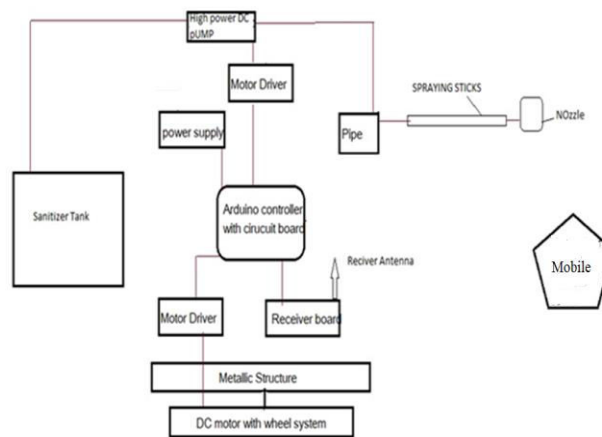 High power DC
pUMP
Motor Driver
SPRAYING STICKS
NOzzle
power supply
Pipe
Sanitizer Tank
Arduino controller
with cirucuit board
Reciver Antenna
Mobile
Motor Driver
Receiver board
Metallic Structure
DC motor with wheel system